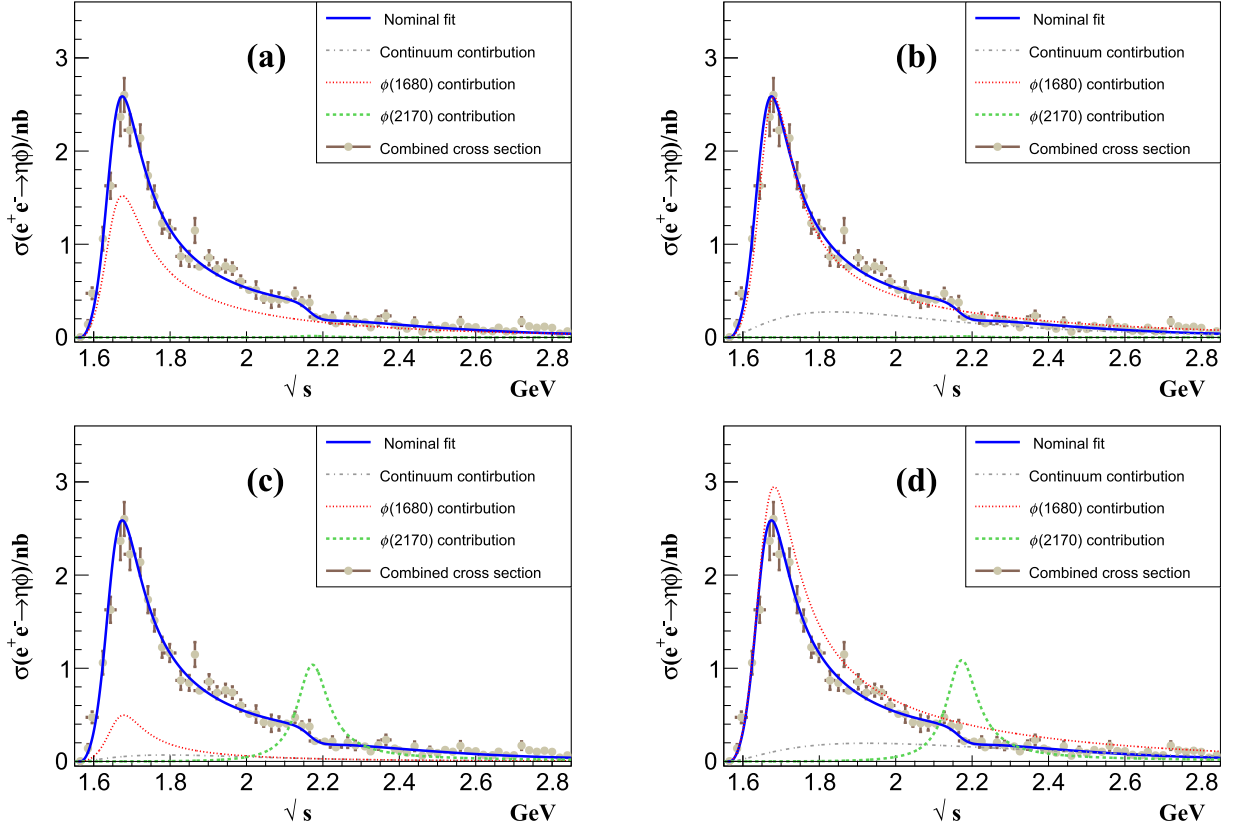 (a)
Nominal fit
Continuum contirbution
ϕ(1680) contirbution
ϕ(2170) contribution
Combined cross section
σ(e⁺ e⁻→ηϕ)/nb
3
2
1
0
1.6 1.8 2 2.2 2.4 2.6 2.8
√ s GeV
(b)
Nominal fit
Continuum contirbution
ϕ(1680) contirbution
ϕ(2170) contribution
Combined cross section
σ(e⁺ e⁻→ηϕ)/nb
3
2
1
0
1.6 1.8 2 2.2 2.4 2.6 2.8
√ s GeV
(c)
Nominal fit
Continuum contirbution
ϕ(1680) contirbution
ϕ(2170) contribution
Combined cross section
σ(e⁺ e⁻→ηϕ)/nb
3
2
1
0
1.6 1.8 2 2.2 2.4 2.6 2.8
√ s GeV
(d)
Nominal fit
Continuum contirbution
ϕ(1680) contirbution
ϕ(2170) contribution
Combined cross section
σ(e⁺ e⁻→ηϕ)/nb
3
2
1
0
1.6 1.8 2 2.2 2.4 2.6 2.8
√ s GeV